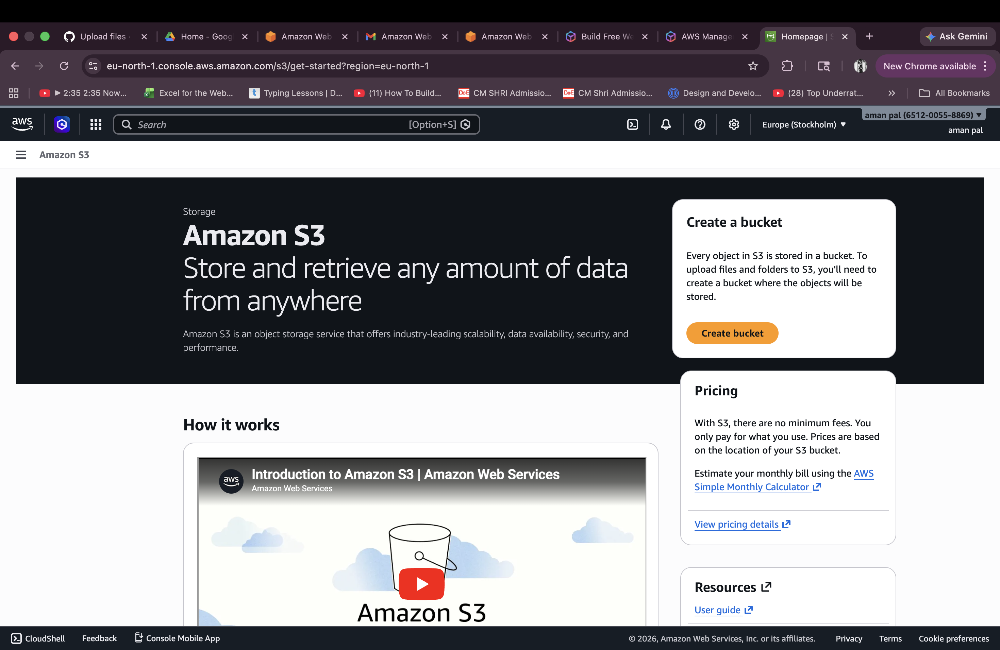 Upload files ·
Home - Goog
Amazon Web
Amazon Web
Amazon Web
Build Free We
AWS Manage
Homepage | S
Ask Gemini
eu-north-1.console.aws.amazon.com/s3/get-started?region=eu-north-1
New Chrome available
2:35 2:35 Now...
Excel for the Web...
Typing Lessons | D...
(11) How To Build...
CM SHRI Admissio...
CM Shri Admissio...
Design and Develo...
(28) Top Underrat...
All Bookmarks
aws
Search
[Option+S]
Europe (Stockholm)
aman pal (6512-0055-8869)
aman pal
Amazon S3
Storage
Amazon S3
Store and retrieve any amount of data
from anywhere
Amazon S3 is an object storage service that offers industry-leading scalability, data availability, security, and
performance.
Create a bucket
Every object in S3 is stored in a bucket. To
upload files and folders to S3, you'll need to
create a bucket where the objects will be
stored.
Create bucket
Pricing
With S3, there are no minimum fees. You
only pay for what you use. Prices are based
on the location of your S3 bucket.
Estimate your monthly bill using the AWS
Simple Monthly Calculator
View pricing details
How it works
aws
Introduction to Amazon S3 | Amazon Web Services
Amazon Web Services
Amazon S3
Resources
User guide
CloudShell
Feedback
Console Mobile App
© 2026, Amazon Web Services, Inc. or its affiliates.
Privacy
Terms
Cookie preferences